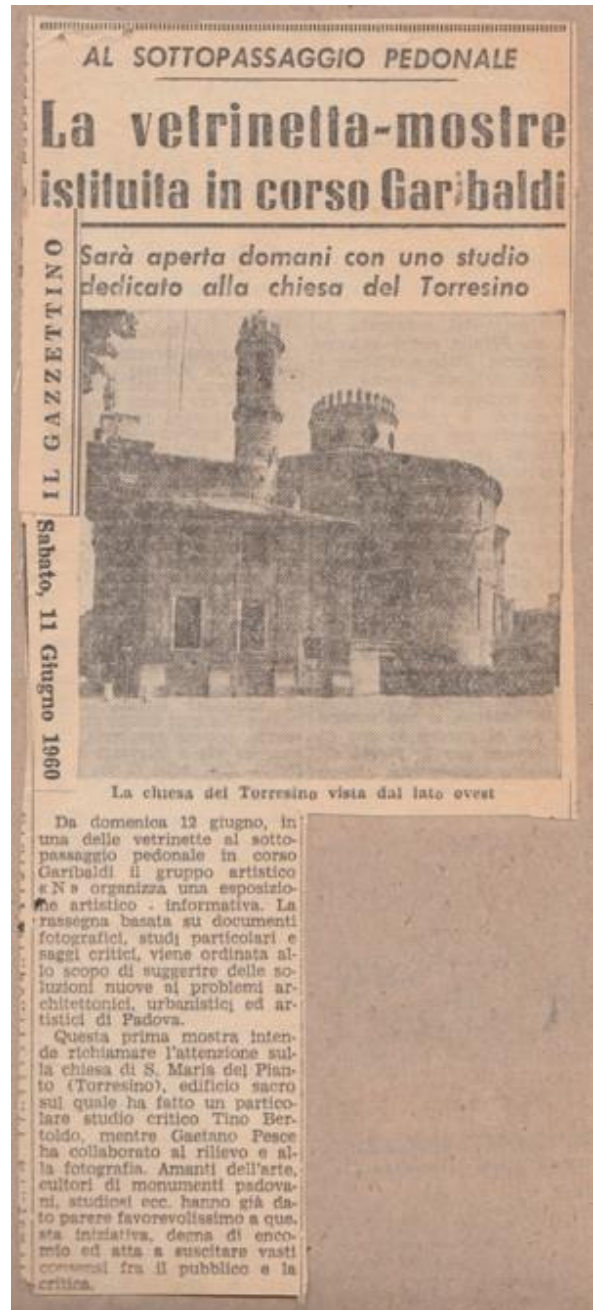 AL SOTTOPASSAGGIO PEDONALE
La vetrinetta-mostre
istituita in corso Garibaldi
Sarà aperta domani con uno studio
dedicato alla chiesa del Torresino
IL GAZZETTINO
Sabato, 11 Giugno 1960
La chiesa del Torresino vista dal lato ovest
Da domenica 12 giugno, in
una delle vetrinette al sotto-
passaggio pedonale in corso
Garibaldi il gruppo artistico
«N» organizza una esposizio-
ne artistico - informativa. La
rassegna basata su documenti
fotografici, studi particolari e
saggi critici, viene ordinata al-
lo scopo di suggerire delle so-
luzioni nuove ai problemi ar-
chitettonici, urbanistici ed ar-
tistici di Padova.
Questa prima mostra inten-
de richiamare l'attenzione sul-
la chiesa di S. Maria del Pian-
to (Torresino), edificio sacro
sul quale ha fatto un partico-
lare studio critico Tino Ber-
toldo, mentre Gaetano Pesce
ha collaborato al rilievo e al-
la fotografia. Amanti dell'arte,
cultori di monumenti padova-
ni, studiosi ecc. hanno già da-
to parere favorevolissimo a que-
sta iniziativa, degna di enco-
mio ed atta a suscitare vasti
consensi fra il pubblico e la
critica.